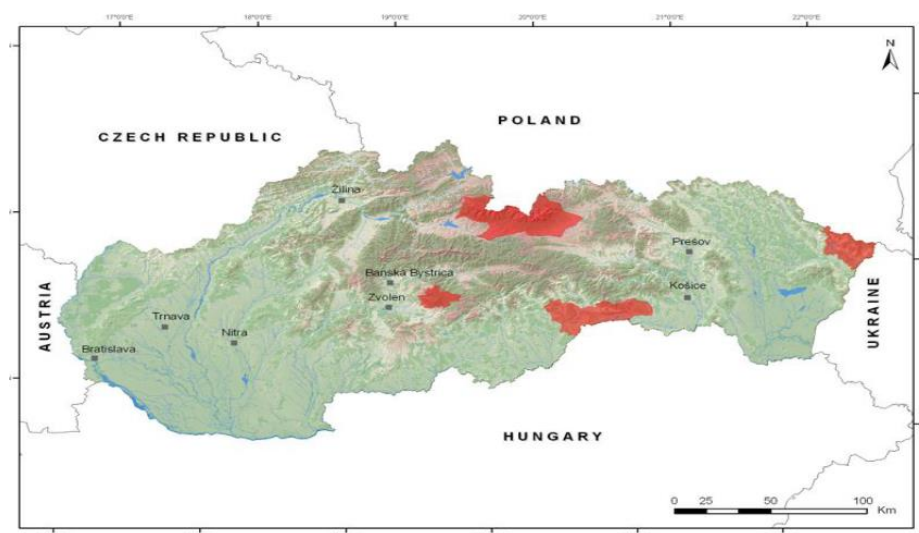 17°0'0"E 18°0'0"E 19°0'0"E 20°0'0"E 21°0'0"E 22°0'0"E
N
POLAND
CZECH REPUBLIC
Žilina
Prešov
Banská Bystrica
Košice
Zvolen
AUSTRIA
UKRAINE
Trnava
Nitra
Bratislava
HUNGARY
0 25 50 100
Km